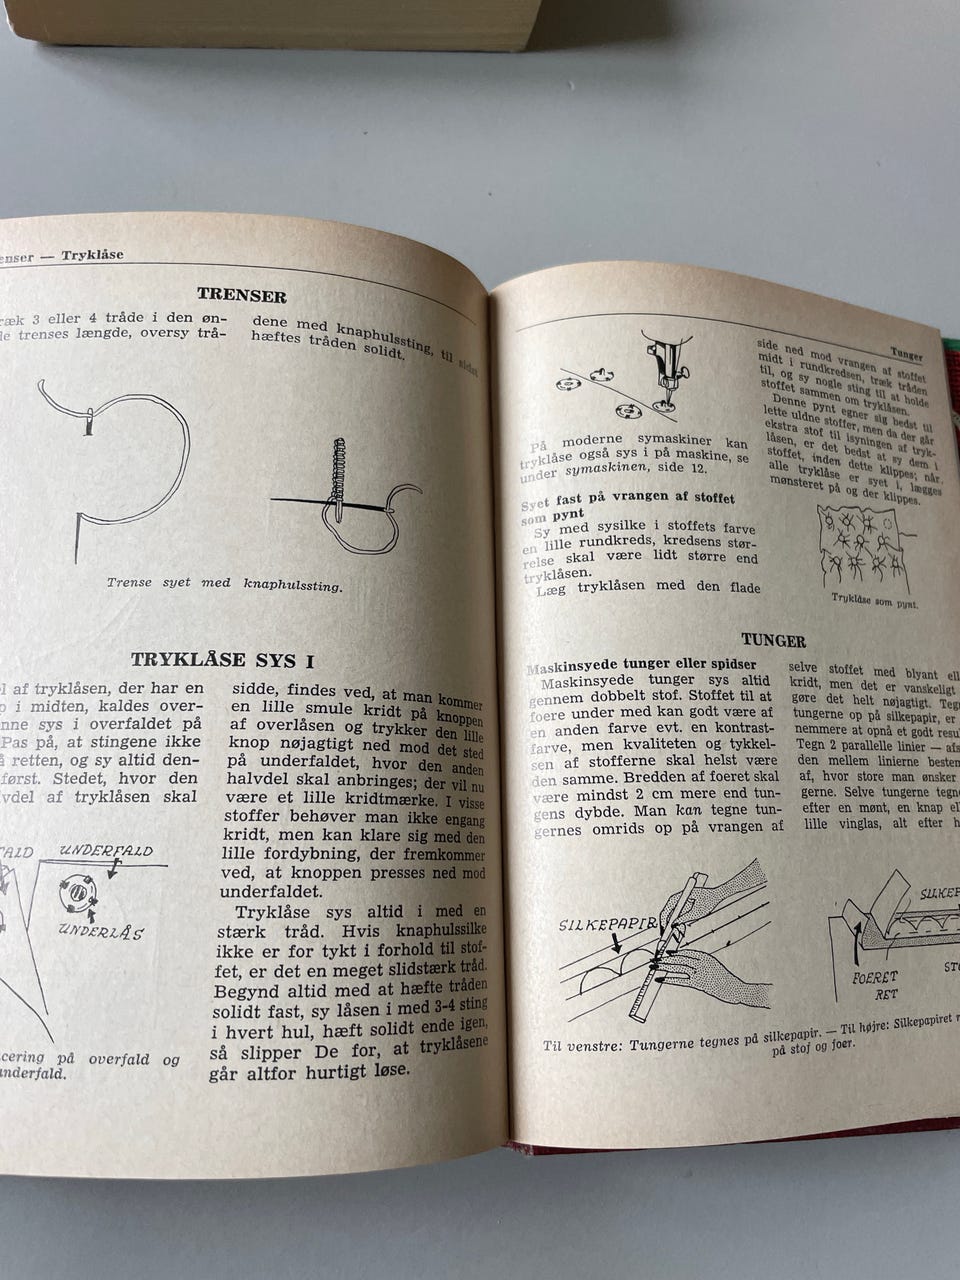 — Tryklåse
TRENSER
3 eller 4 tråde i den øn-
trenses længde, oversy trå-
dene med knaphulssting, til sidst
hæftes tråden solidt.
Trense syet med knaphulssting.
TRYKLÅSE SYS I
af tryklåsen, der har en
i midten, kaldes over-
sys i overfaldet på
Pas på, at stingene ikke
retten, og sy altid den-
først. Stedet, hvor den
af tryklåsen skal
UNDERFALD
UNDERLÅS
på overfald og
underfald.
sidde, findes ved, at man kommer
en lille smule kridt på knoppen
af overlåsen og trykker den lille
knop nøjagtigt ned mod det sted
på underfaldet, hvor den anden
halvdel skal anbringes; der vil nu
være et lille kridtmærke. I visse
stoffer behøver man ikke engang
kridt, men kan klare sig med den
lille fordybning, der fremkommer
ved, at knoppen presses ned mod
underfaldet.
Tryklåse sys altid i med en
stærk tråd. Hvis knaphulssilke
ikke er for tykt i forhold til stof-
fet, er det en meget slidstærk tråd.
Begynd altid med at hæfte tråden
solidt fast, sy låsen i med 3-4 sting
i hvert hul, hæft solidt ende igen,
så slipper De for, at tryklåsene
går altfor hurtigt løse.
Tunger
På moderne symaskiner kan
tryklåse også sys i på maskine, se
under symaskinen, side 12.
Syet fast på vrangen af stoffet
som pynt
Sy med sysilke i stoffets farve
en lille rundkreds, kredsens stør-
relse skal være lidt større end
tryklåsen.
Læg tryklåsen med den flade
side ned mod vrangen af stoffet
midt i rundkredsen, træk tråden
til, og sy nogle sting til at holde
stoffet sammen om tryklåsen.
Denne pynt egner sig bedst til
lette uldne stoffer, men da der går
ekstra stof til isyningen af tryk-
låsen, er det bedst at sy dem i
stoffet, inden dette klippes; når
alle tryklåse er syet i, lægges
mønsteret på og der klippes.
Tryklåse som pynt.
TUNGER
Maskinsyede tunger eller spidser
Maskinsyede tunger sys altid
gennem dobbelt stof. Stoffet til at
foere under med kan godt være af
en anden farve evt. en kontrast-
farve, men kvaliteten og tykkel-
sen af stofferne skal helst være
den samme. Bredden af foeret skal
være mindst 2 cm mere end tun-
gens dybde. Man kan tegne tun-
gernes omrids op på vrangen af
selve stoffet med blyant
kridt, men det er vanskeligt
gøre det helt nøjagtigt.
tungerne op på silkepapir, er
nemmere at opnå et godt
Tegn 2 parallelle linier —
den mellem linierne
af, hvor store man ønsker
gerne. Selve tungerne
efter en mønt, en knap
lille vinglas, alt efter
SILKEPAPIR
FOERET
RET
Til venstre: Tungerne tegnes på silkepapir. — Til højre: Silkepapiret
på stof og foer.